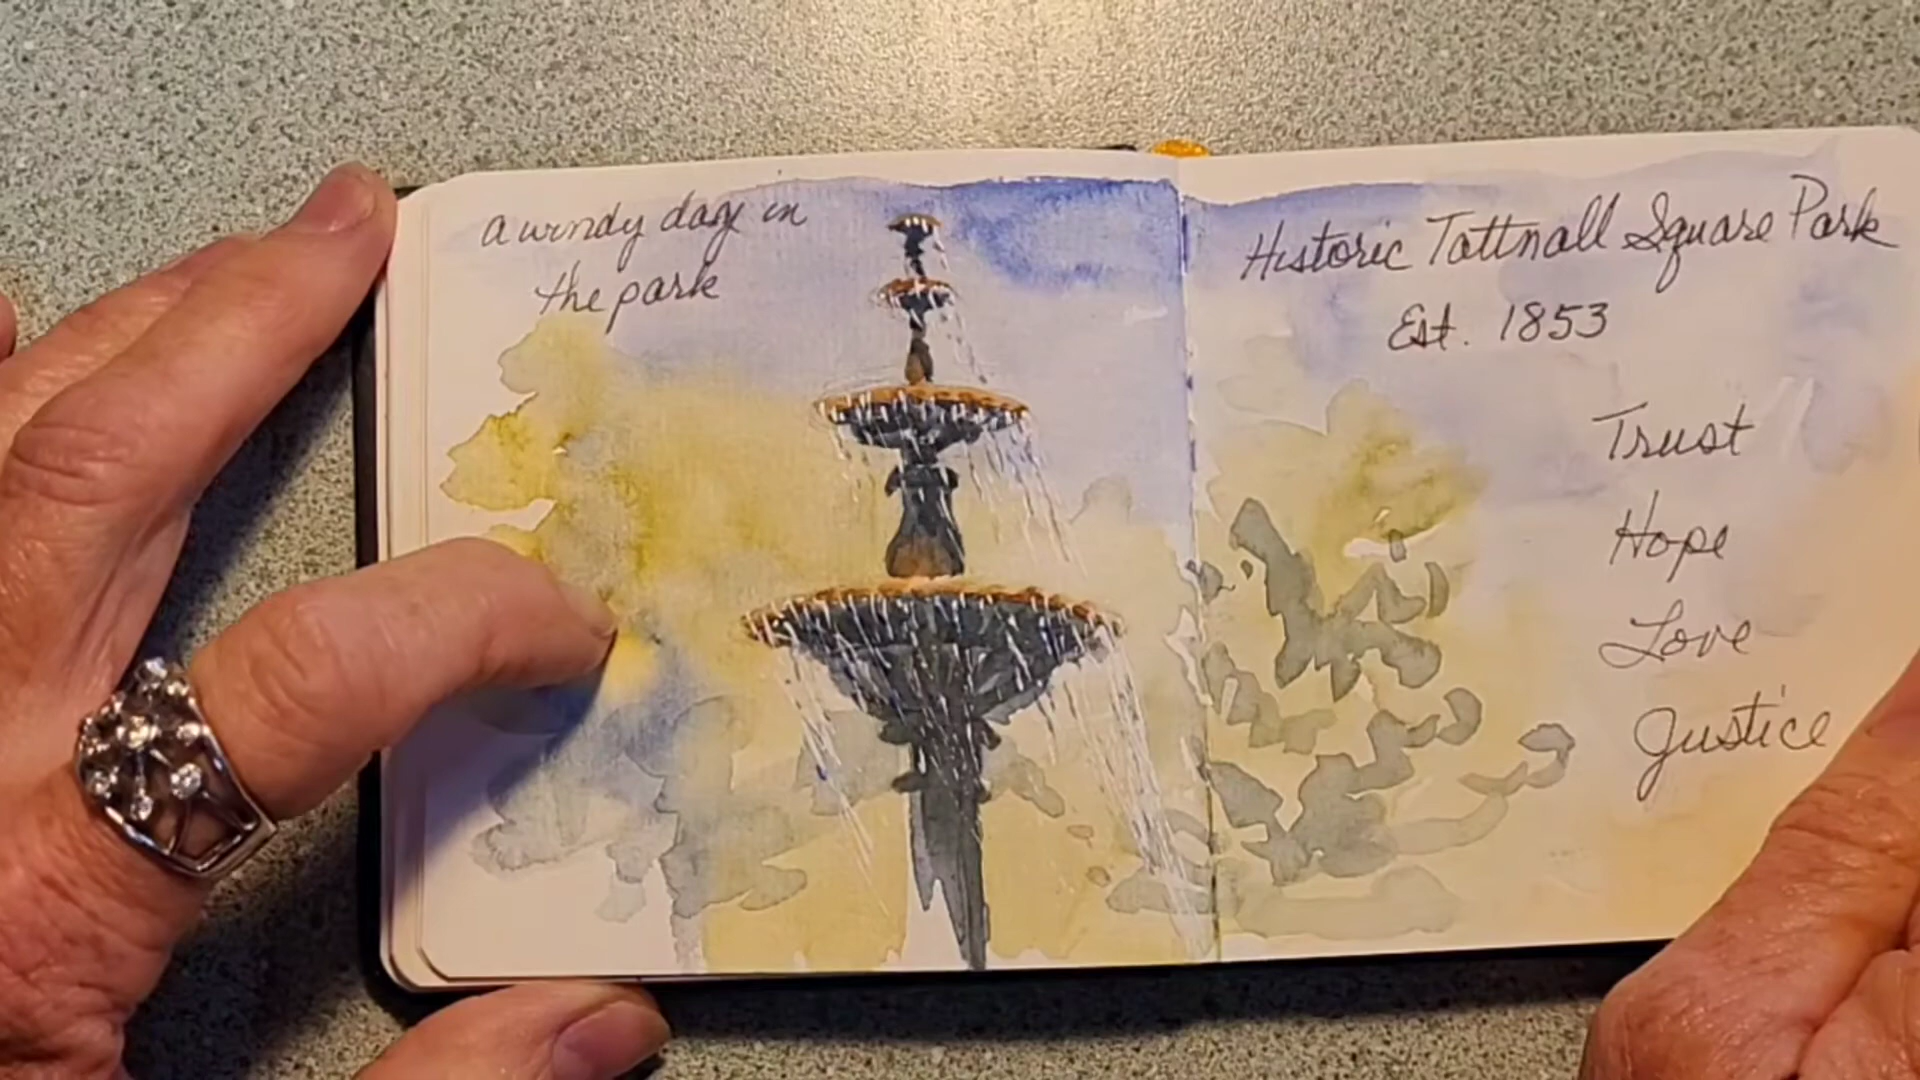 a windy day in
the park
Historic Tattnall Square Park
Est. 1853
Trust
Hope
Love
Justice